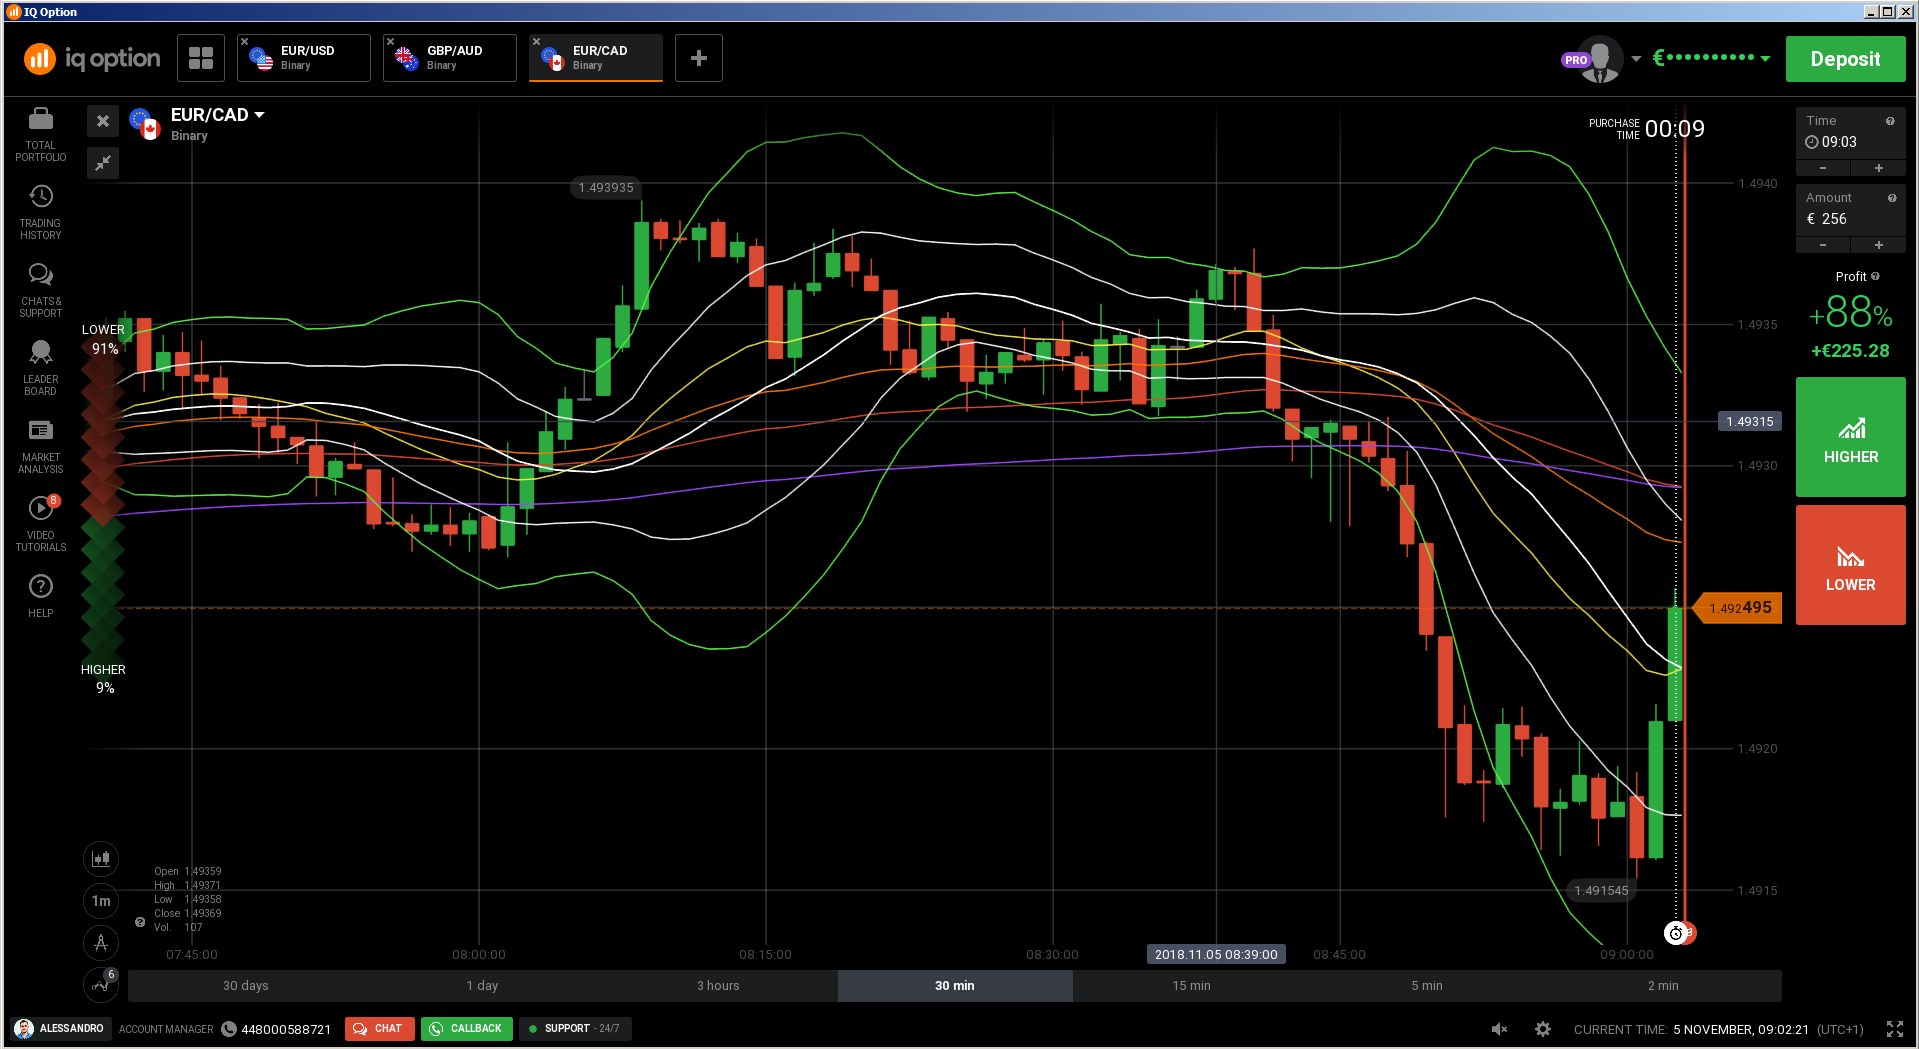 IQ Option
iq option
EUR/USD
Binary
GBP/AUD
Binary
EUR/CAD
Binary
PRO
€••••••••••
Deposit
TOTAL
PORTFOLIO
TRADING
HISTORY
CHATS &
SUPPORT
LEADER
BOARD
MARKET
ANALYSIS
8
VIDEO
TUTORIALS
HELP
EUR/CAD
Binary
LOWER
91%
HIGHER
9%
1.493935
1.491545
PURCHASE
TIME
00:09
1.4940
1.4935
1.49315
1.4930
1.492495
1.4920
1.4915
Time
09:03
Amount
€ 256
Profit
+88%
+€225.28
HIGHER
LOWER
1m
6
Open 1.49359
High 1.49371
Low 1.49358
Close 1.49369
Vol. 107
07:45:00
08:00:00
08:15:00
08:30:00
2018.11.05 08:39:00
08:45:00
09:00:00
30 days
1 day
3 hours
30 min
15 min
5 min
2 min
ALESSANDRO
ACCOUNT MANAGER
448000588721
CHAT
CALLBACK
SUPPORT - 24/7
CURRENT TIME: 5 NOVEMBER, 09:02:21 (UTC+1)